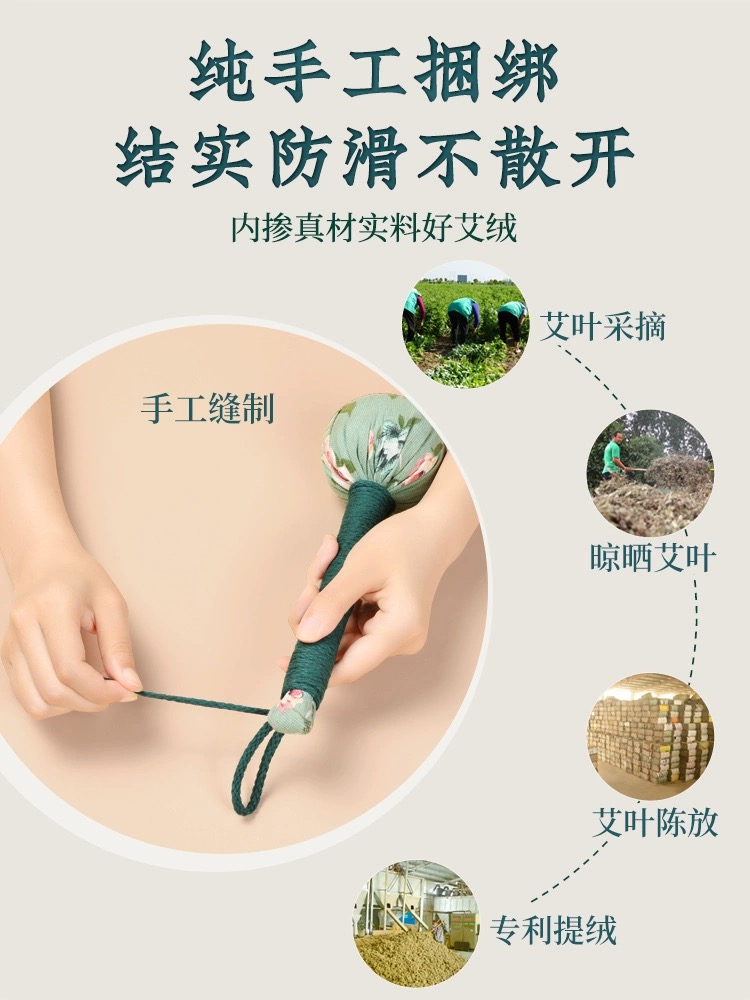 纯手工捆绑
结实防滑不散开
内掺真材实料好艾绒
艾叶采摘
手工缝制
晾晒艾叶
艾叶陈放
专利提绒